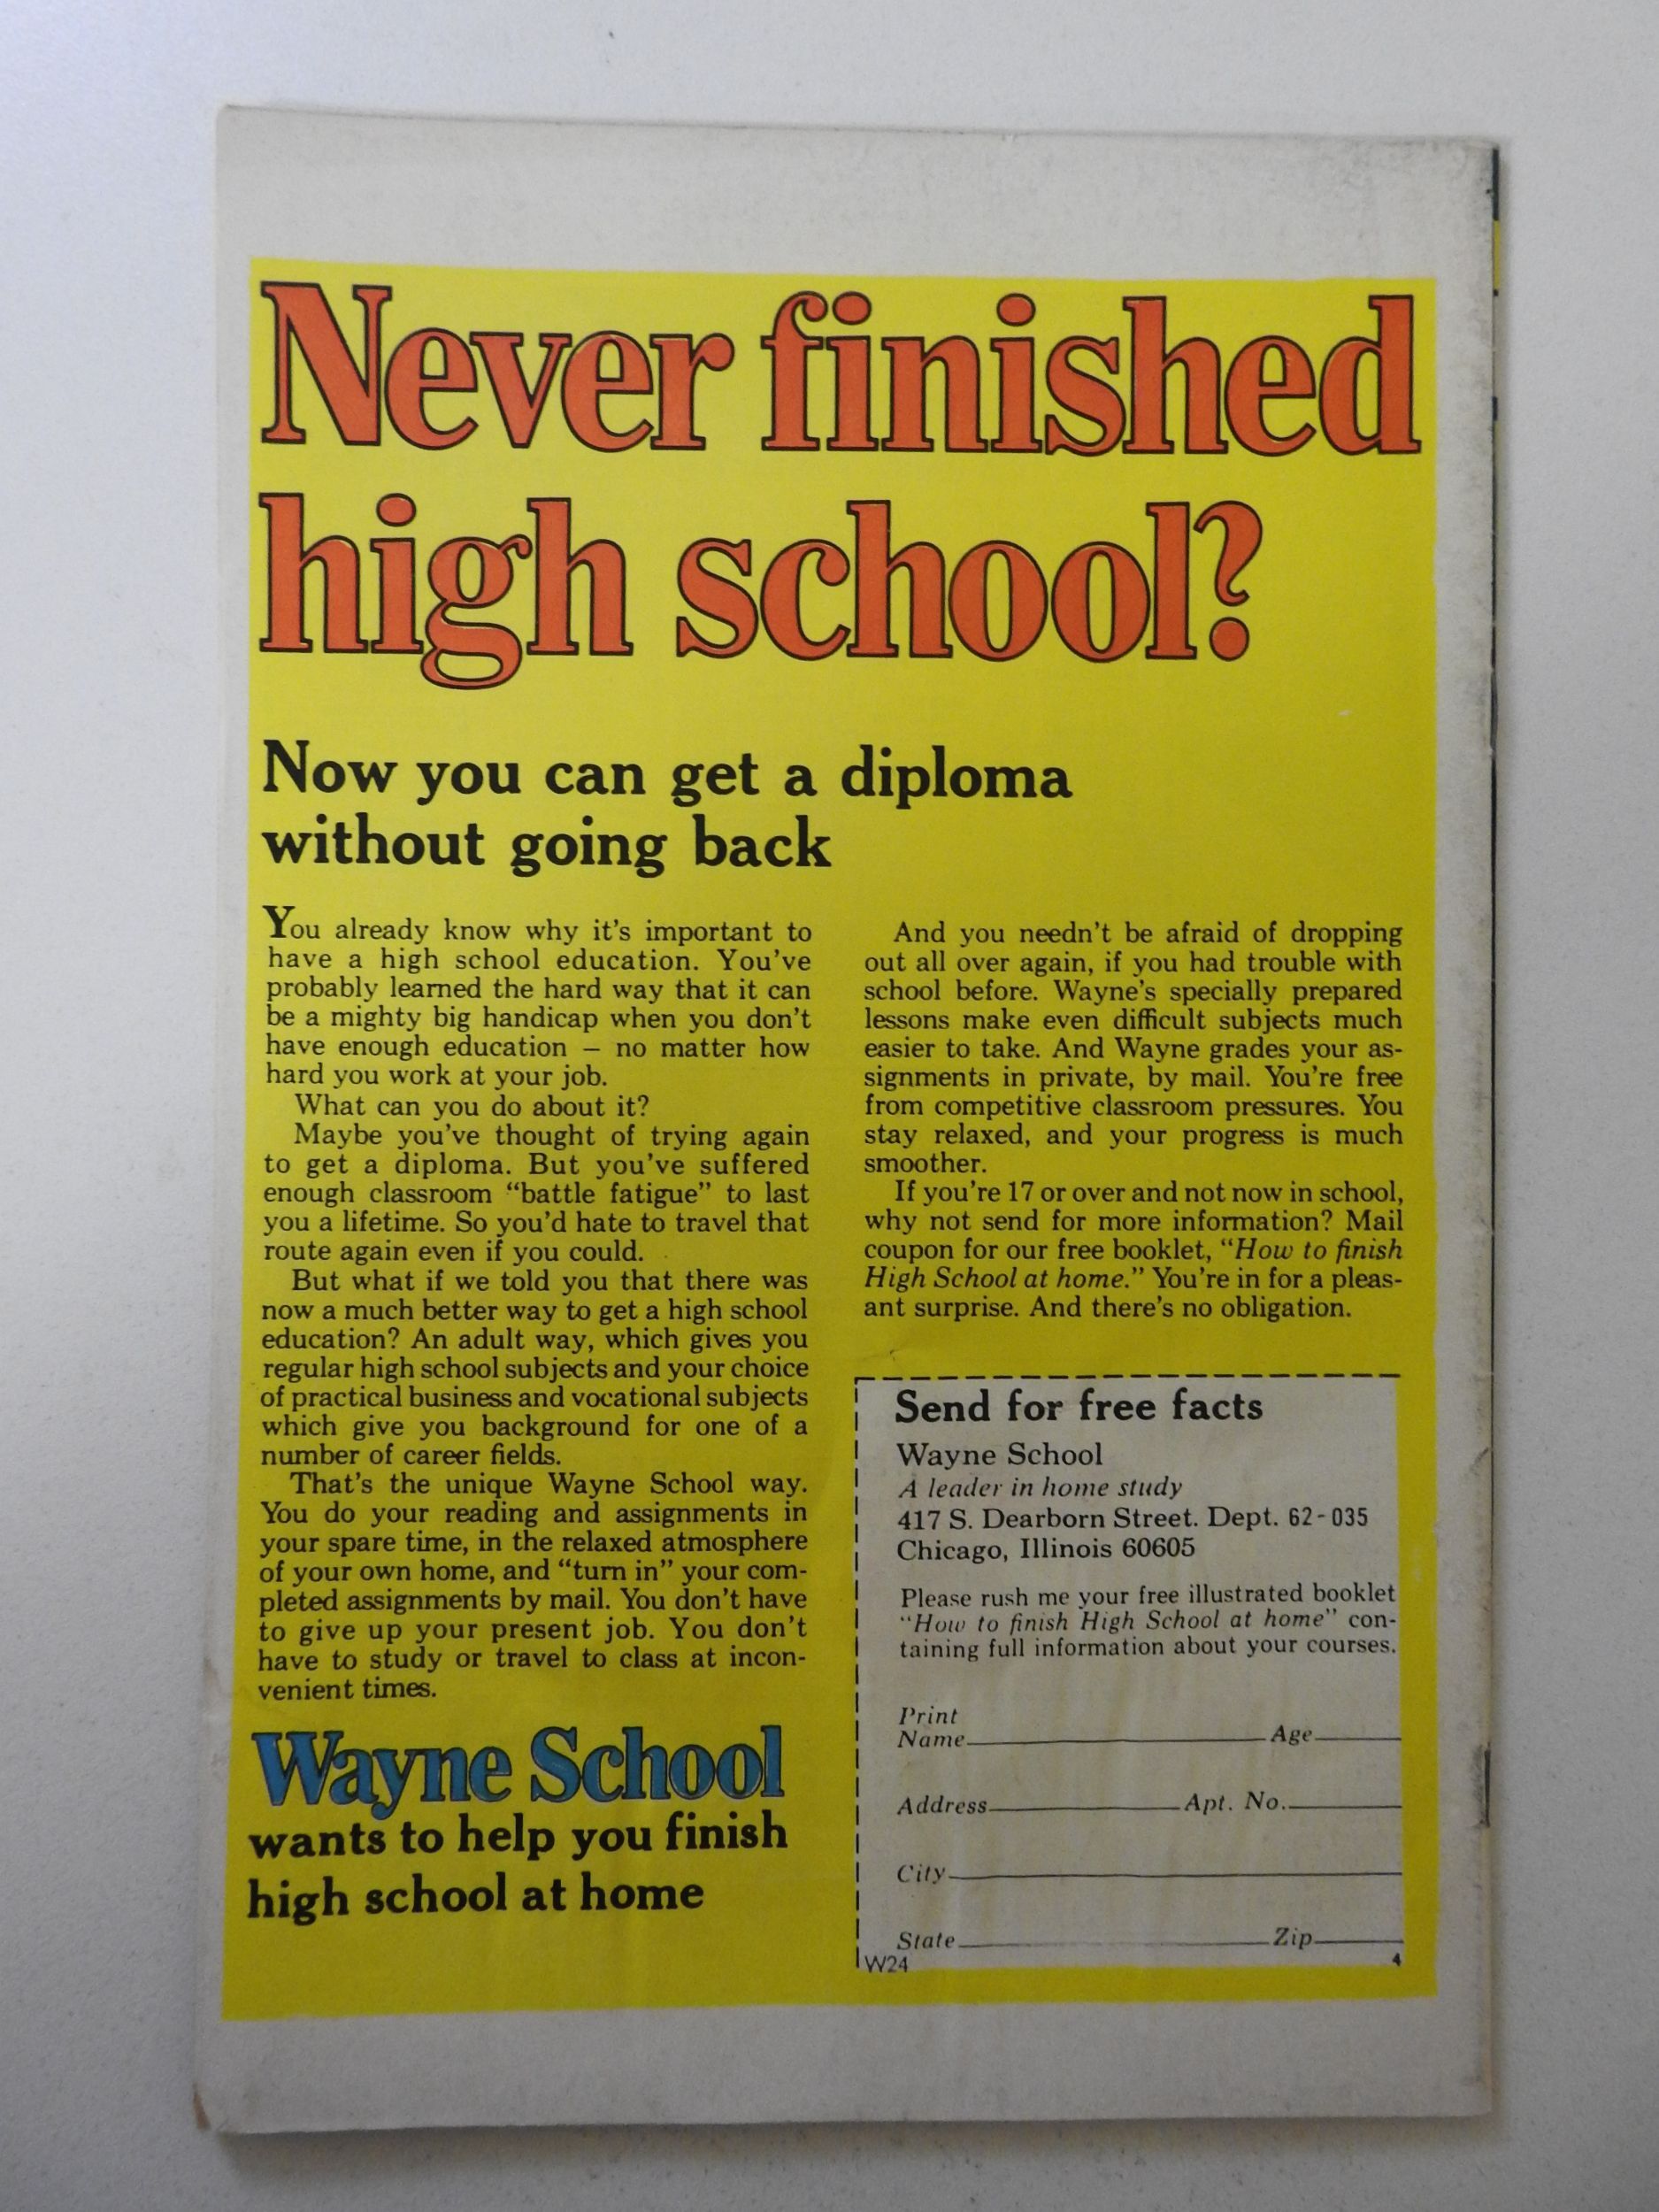 Never finished
high school?
Now you can get a diploma
without going back
You already know why it's important to
have a high school education. You've
probably learned the hard way that it can
be a mighty big handicap when you don't
have enough education – no matter how
hard you work at your job.
What can you do about it?
Maybe you've thought of trying again
to get a diploma. But you've suffered
enough classroom “battle fatigue” to last
you a lifetime. So you'd hate to travel that
route again even if you could.
But what if we told you that there was
now a much better way to get a high school
education? An adult way, which gives you
regular high school subjects and your choice
of practical business and vocational subjects
which give you background for one of a
number of career fields.
That's the unique Wayne School way.
You do your reading and assignments in
your spare time, in the relaxed atmosphere
of your own home, and “turn in” your com-
pleted assignments by mail. You don't have
to give up your present job. You don't
have to study or travel to class at incon-
venient times.
Wayne School
wants to help you finish
high school at home
And you needn't be afraid of dropping
out all over again, if you had trouble with
school before. Wayne's specially prepared
lessons make even difficult subjects much
easier to take. And Wayne grades your as-
signments in private, by mail. You're free
from competitive classroom pressures. You
stay relaxed, and your progress is much
smoother.
If you're 17 or over and not now in school,
why not send for more information? Mail
coupon for our free booklet, “How to finish
High School at home.” You're in for a pleas-
ant surprise. And there's no obligation.
Send for free facts
Wayne School
A leader in home study
417 S. Dearborn Street. Dept. 62-035
Chicago, Illinois 60605
Please rush me your free illustrated booklet
“How to finish High School at home” con-
taining full information about your courses.
Print
Name Age
Address Apt. No.
City
State Zip
W24 4